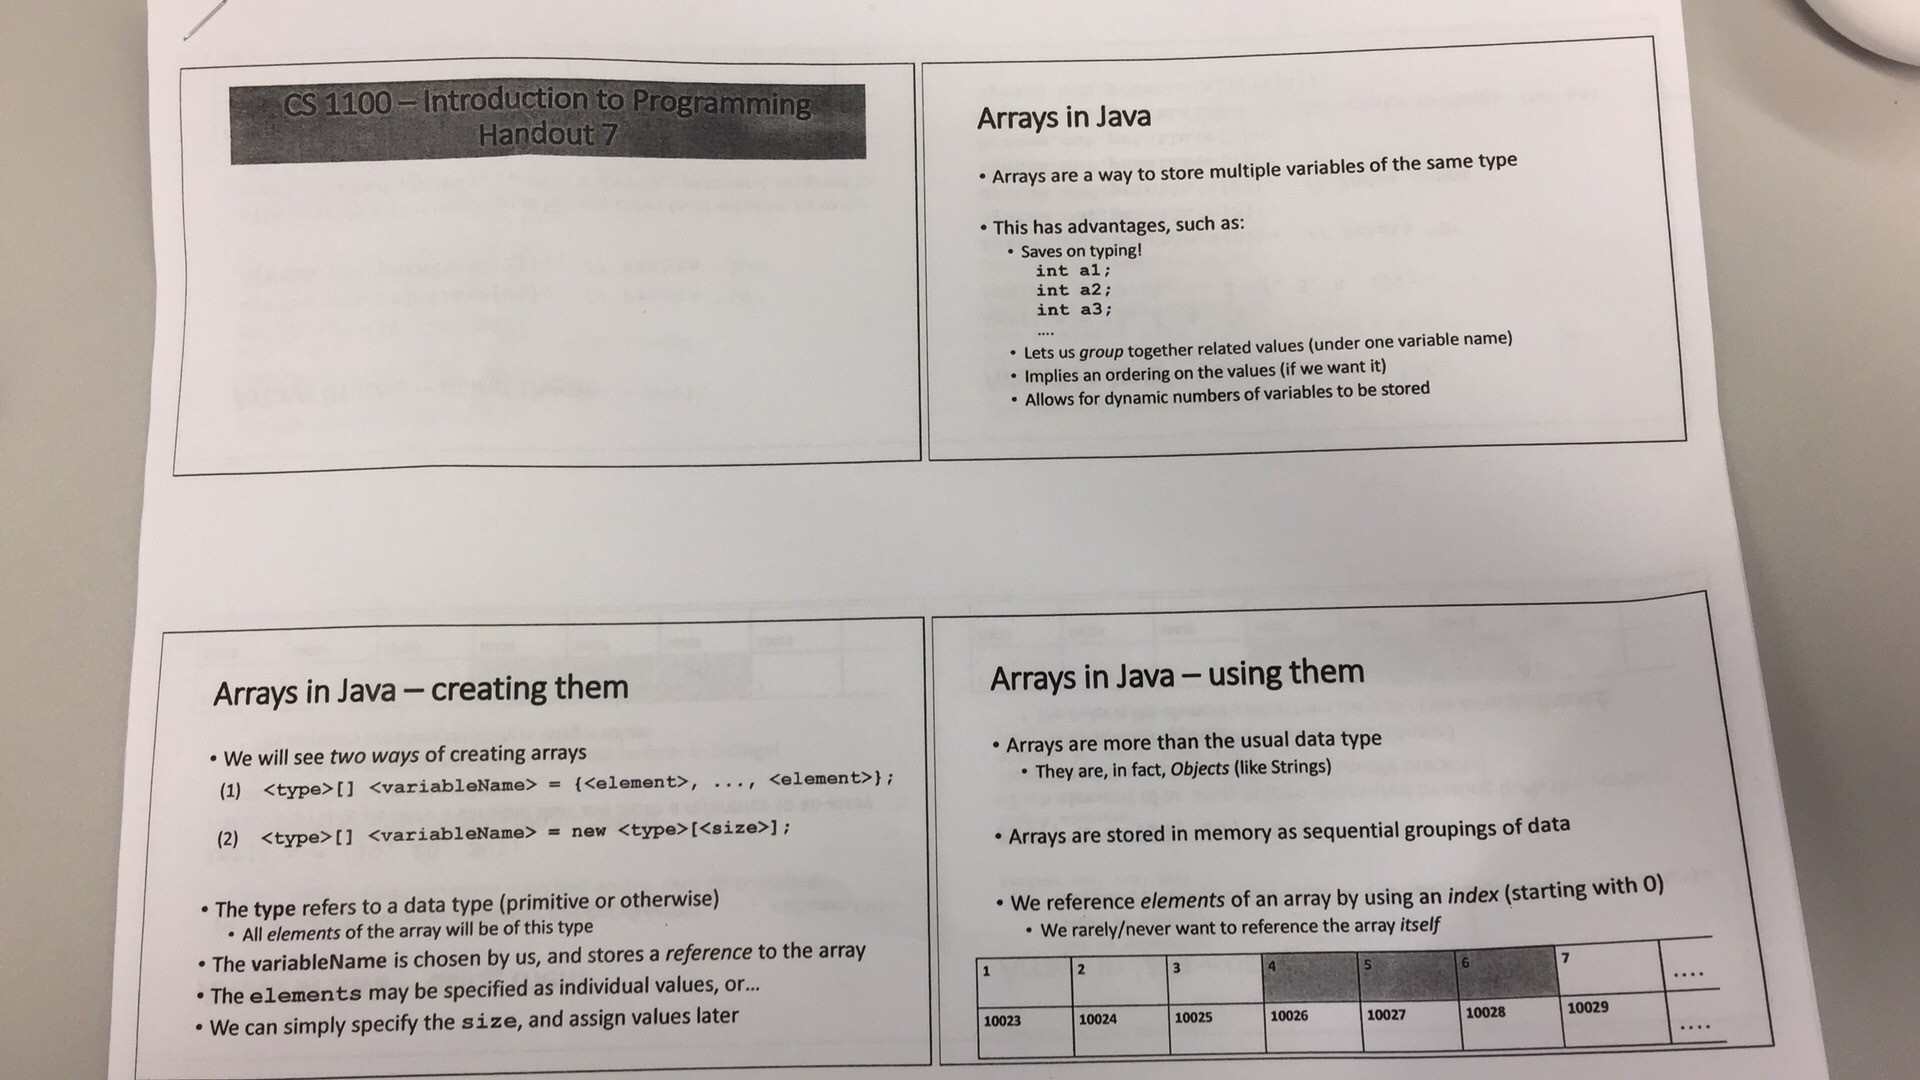 CS 1100 – Introduction to Programming
Handout 7
Arrays in Java
• Arrays are a way to store multiple variables of the same type
• This has advantages, such as:
• Saves on typing!
int a1;
int a2;
int a3;
....
• Lets us group together related values (under one variable name)
• Implies an ordering on the values (if we want it)
• Allows for dynamic numbers of variables to be stored
Arrays in Java – creating them
• We will see two ways of creating arrays
(1) <type>[] <variableName> = {<element>, ..., <element>};
(2) <type>[] <variableName> = new <type>[<size>];
• The type refers to a data type (primitive or otherwise)
• All elements of the array will be of this type
• The variableName is chosen by us, and stores a reference to the array
• The elements may be specified as individual values, or...
• We can simply specify the size, and assign values later
Arrays in Java – using them
• Arrays are more than the usual data type
• They are, in fact, Objects (like Strings)
• Arrays are stored in memory as sequential groupings of data
• We reference elements of an array by using an index (starting with 0)
• We rarely/never want to reference the array itself
1 2 3 4 5 6 7 ....
10023 10024 10025 10026 10027 10028 10029 ....